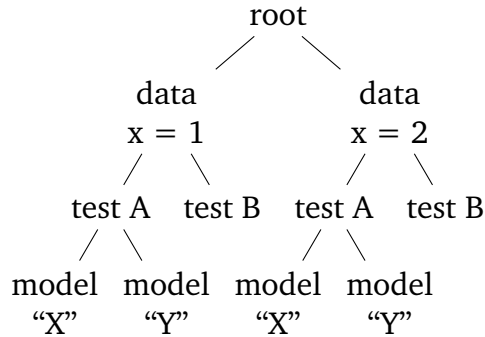 root
data data
x = 1 x = 2
test A test B test A test B
model model model model
“X” “Y” “X” “Y”